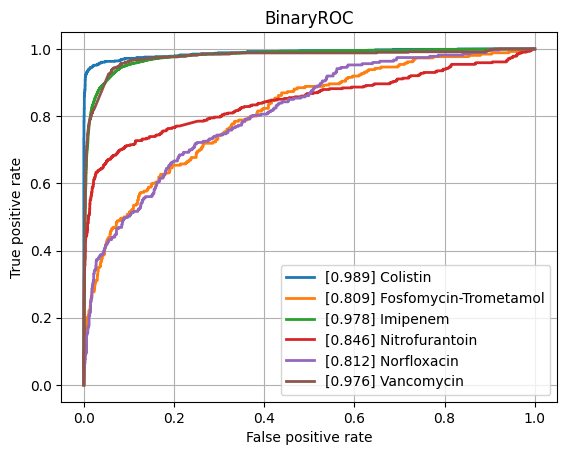 BinaryROC
True positive rate
1.0
0.8
0.6
0.4
0.2
0.0
[0.989] Colistin
[0.809] Fosfomycin-Trometamol
[0.978] Imipenem
[0.846] Nitrofurantoin
[0.812] Norfloxacin
[0.976] Vancomycin
0.0 0.2 0.4 0.6 0.8 1.0
False positive rate